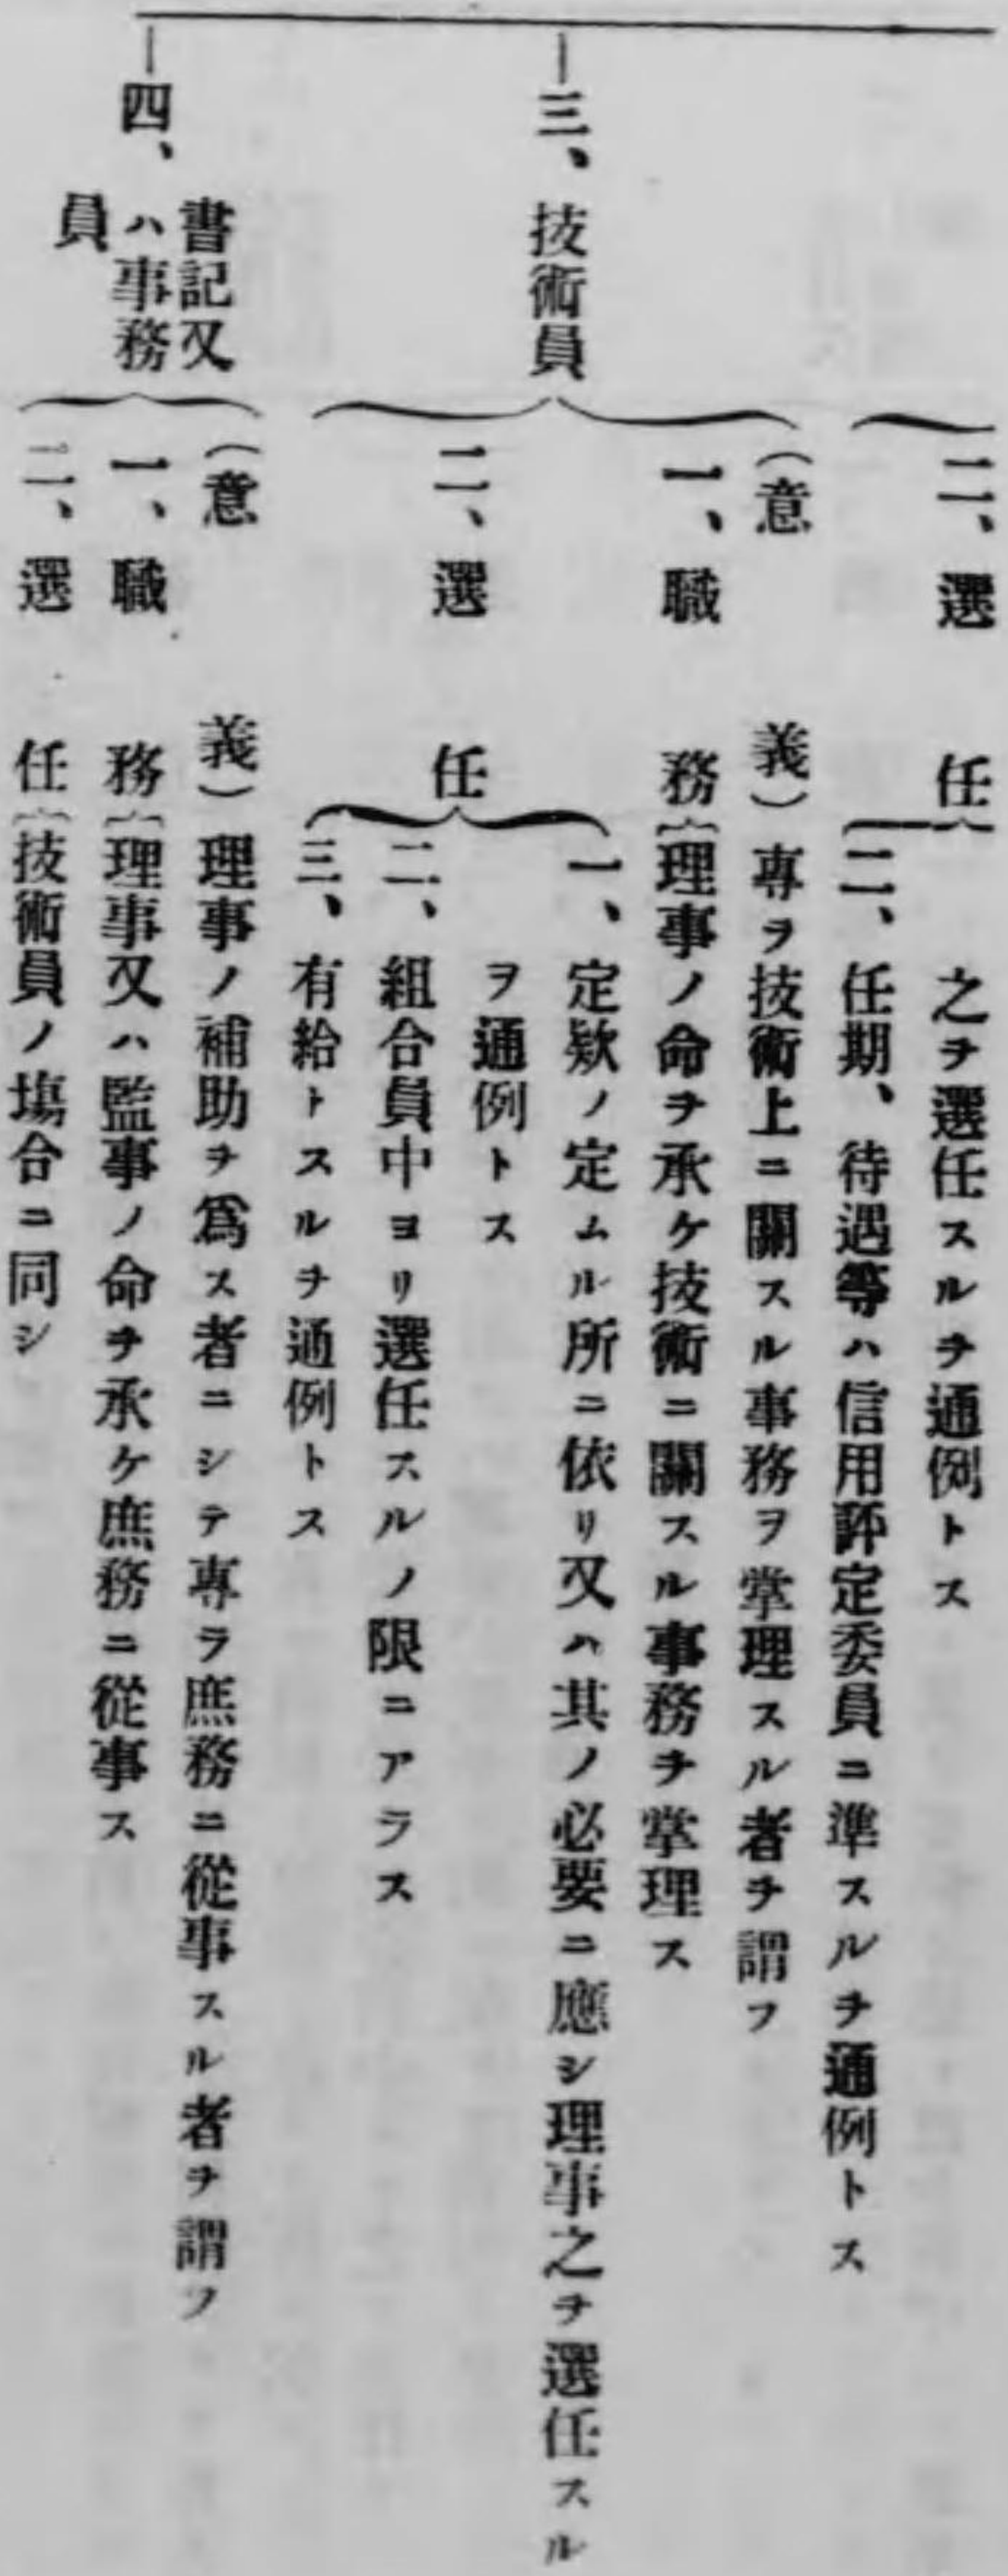 二、選任
之ヲ選任スルヲ通例トス
二、任期、待遇等ハ信用評定委員ニ準スルヲ通例トス
三、技術員
(意義)専ラ技術上ニ關スル事務ヲ掌理スル者ヲ謂フ
一、職務 理事ノ命ヲ承ケ技術ニ關スル事務ヲ掌理ス
二、選任
一、定欵ノ定ムル所ニ依リ又ハ其ノ必要ニ應シ理事之ヲ選任スル
ヲ通例トス
二、組合員中ヨリ選任スルノ限ニアラス
三、有給トスルヲ通例トス
四、書記又
ハ事務
員
(意義)理事ノ補助ヲ爲ス者ニシテ專ラ庶務ニ從事スル者ヲ謂フ
一、職務 理事又ハ監事ノ命ヲ承ケ庶務ニ從事ス
二、選任 技術員ノ塲合ニ同シ